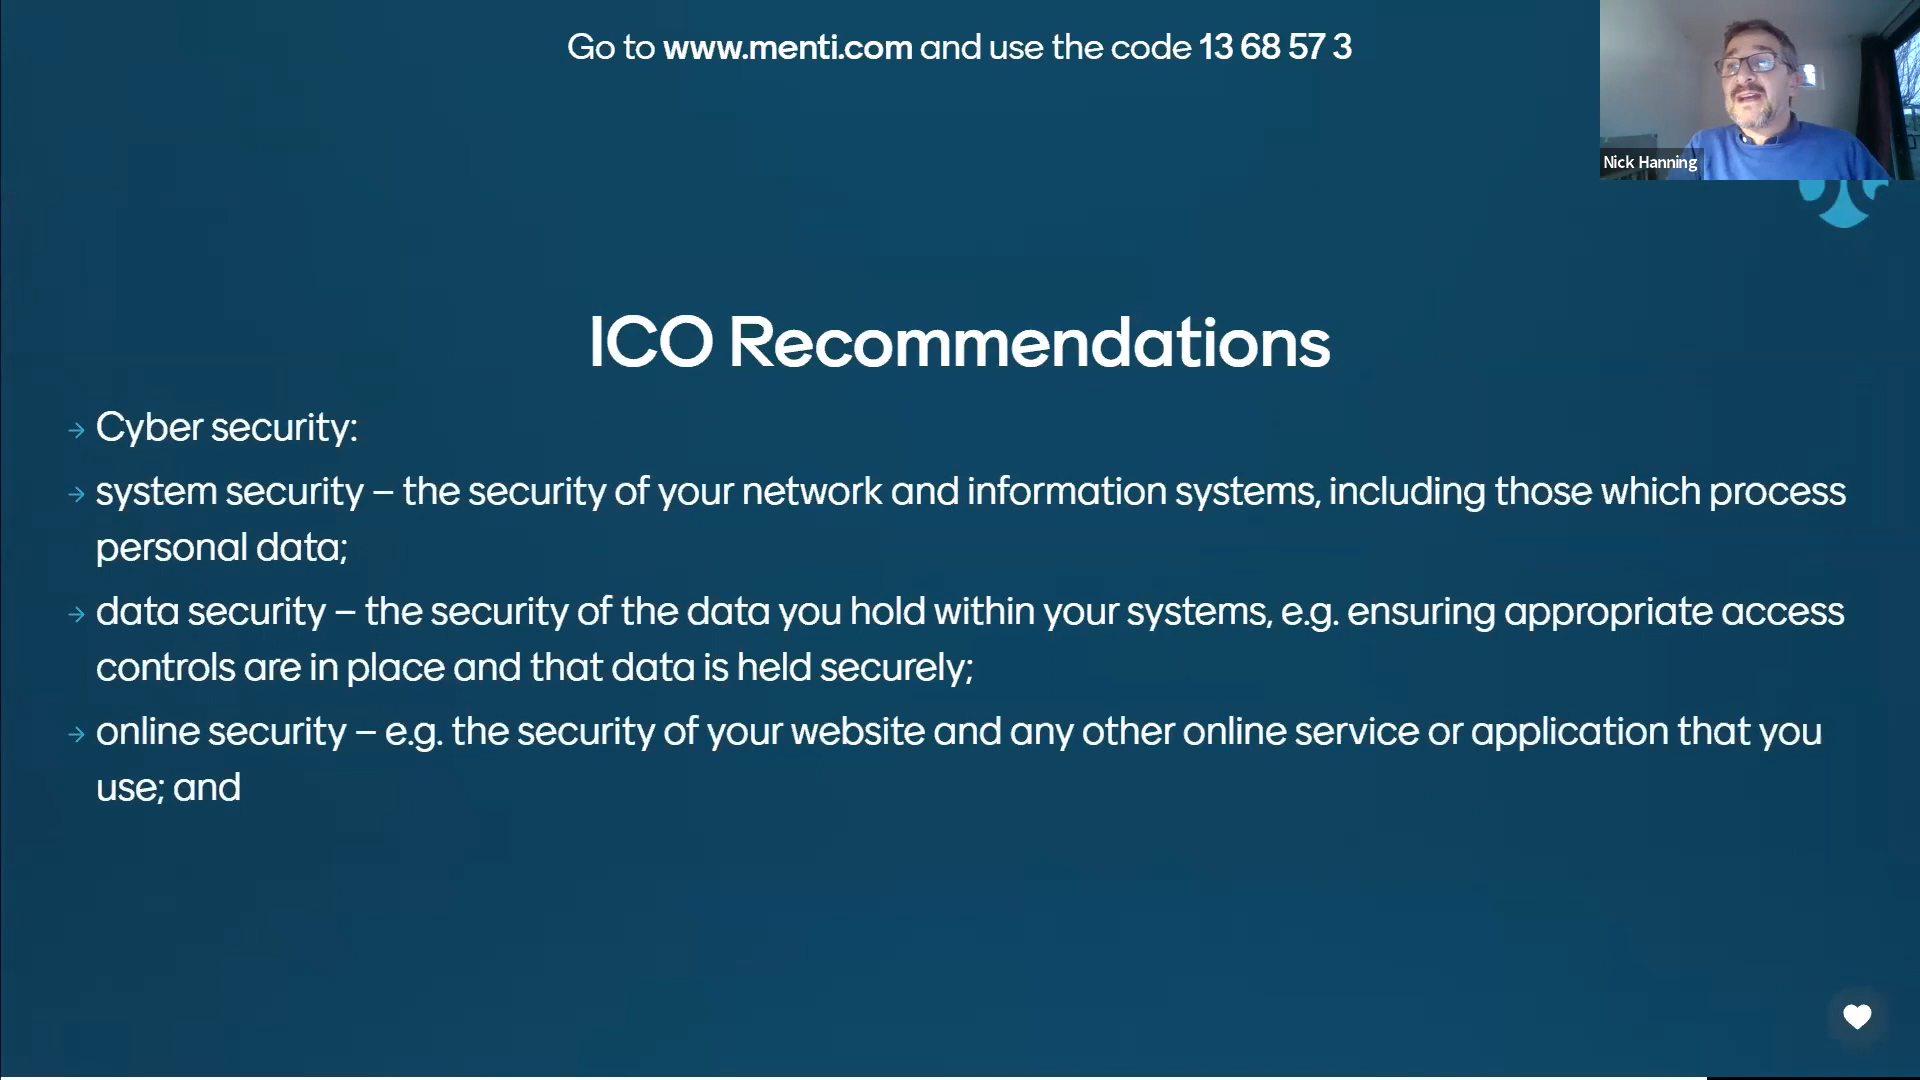 Go to www.menti.com and use the code 13 68 57 3
Nick Hanning
ICO Recommendations
→ Cyber security:
→ system security – the security of your network and information systems, including those which process
personal data;
→ data security – the security of the data you hold within your systems, e.g. ensuring appropriate access
controls are in place and that data is held securely;
→ online security – e.g. the security of your website and any other online service or application that you
use; and